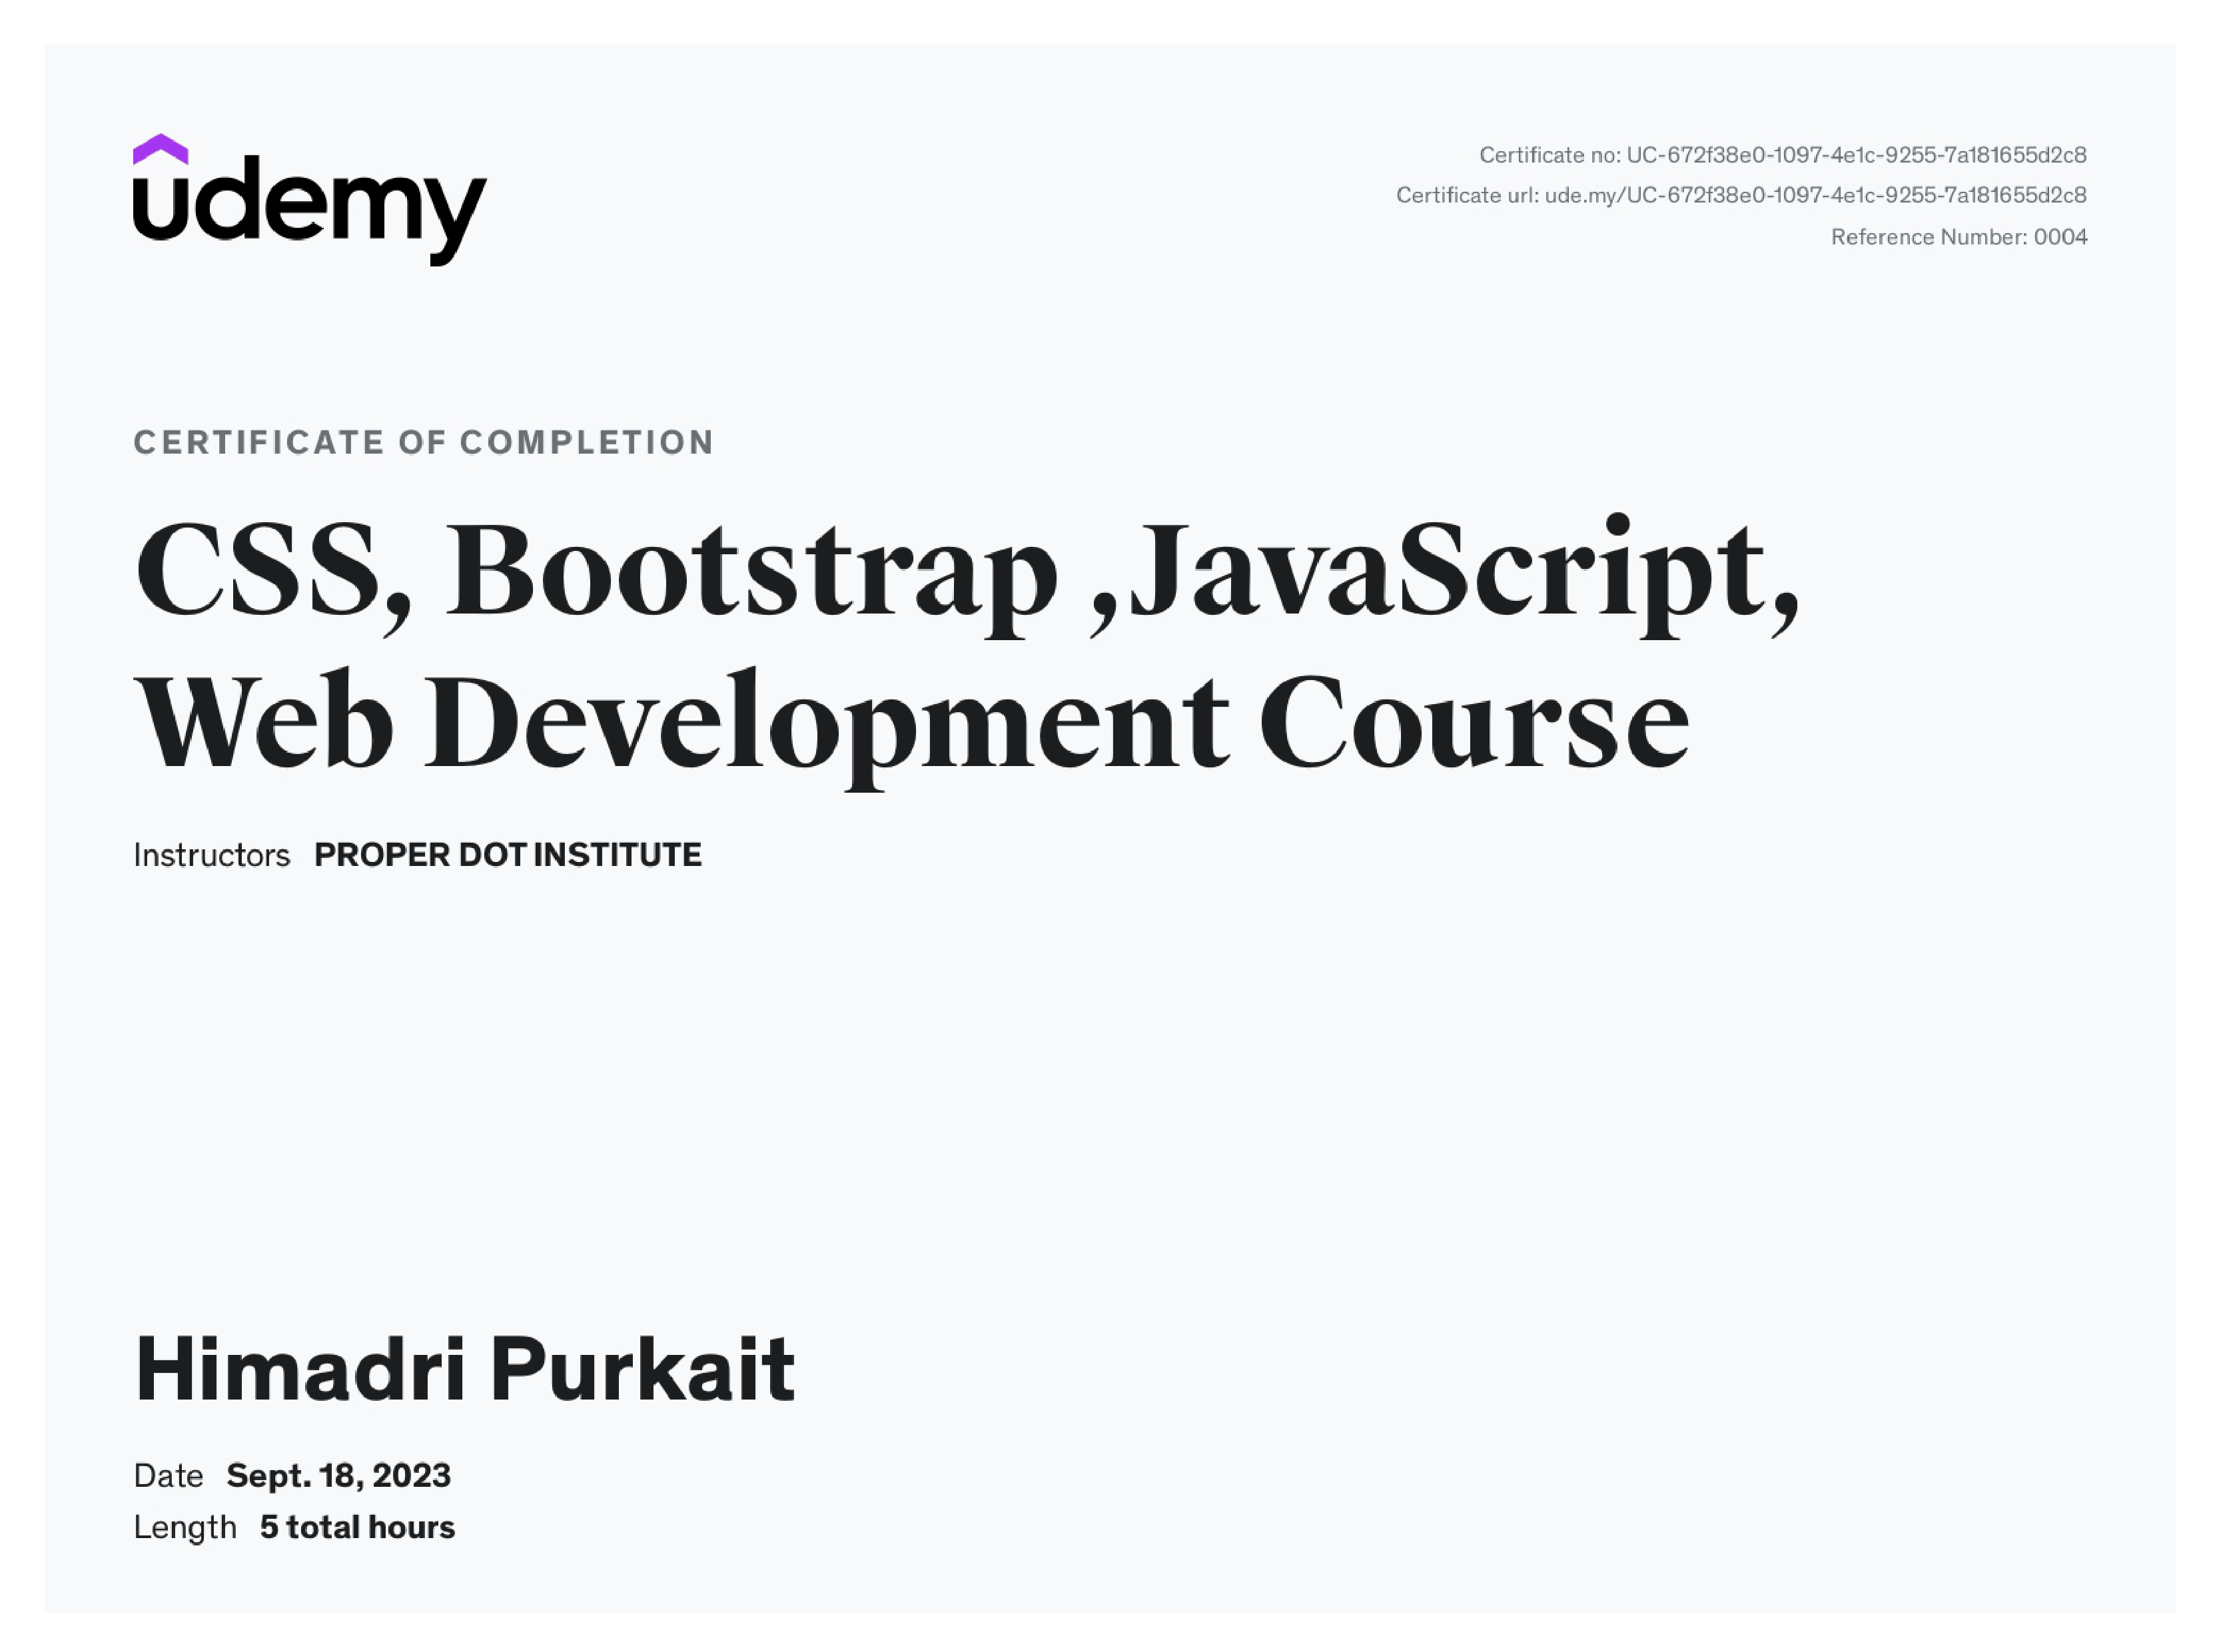 udemy
Certificate no: UC-672f38e0-1097-4e1c-9255-7a181655d2c8
Certificate url: ude.my/UC-672f38e0-1097-4e1c-9255-7a181655d2c8
Reference Number: 0004
CERTIFICATE OF COMPLETION
CSS, Bootstrap ,JavaScript,
Web Development Course
Instructors PROPER DOT INSTITUTE
Himadri Purkait
Date Sept. 18, 2023
Length 5 total hours